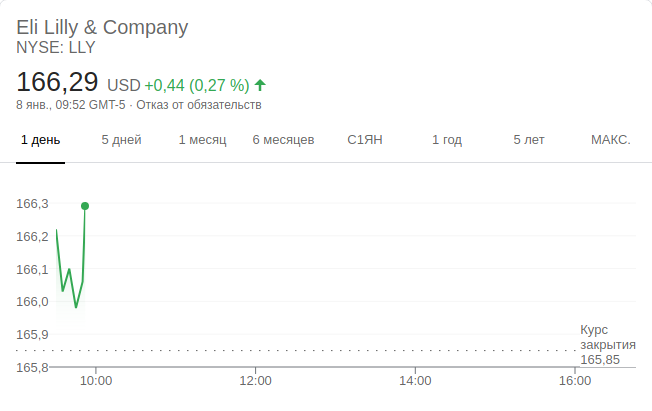 Eli Lilly & Company
NYSE: LLY
166,29 USD +0,44 (0,27 %)
8 янв., 09:52 GMT-5 · Отказ от обязательств
1 день 5 дней 1 месяц 6 месяцев С1ЯН 1 год 5 лет МАКС.
166,3
166,2
166,1
166,0
165,9
165,8
Курс
закрытия
165,85
10:00 12:00 14:00 16:00